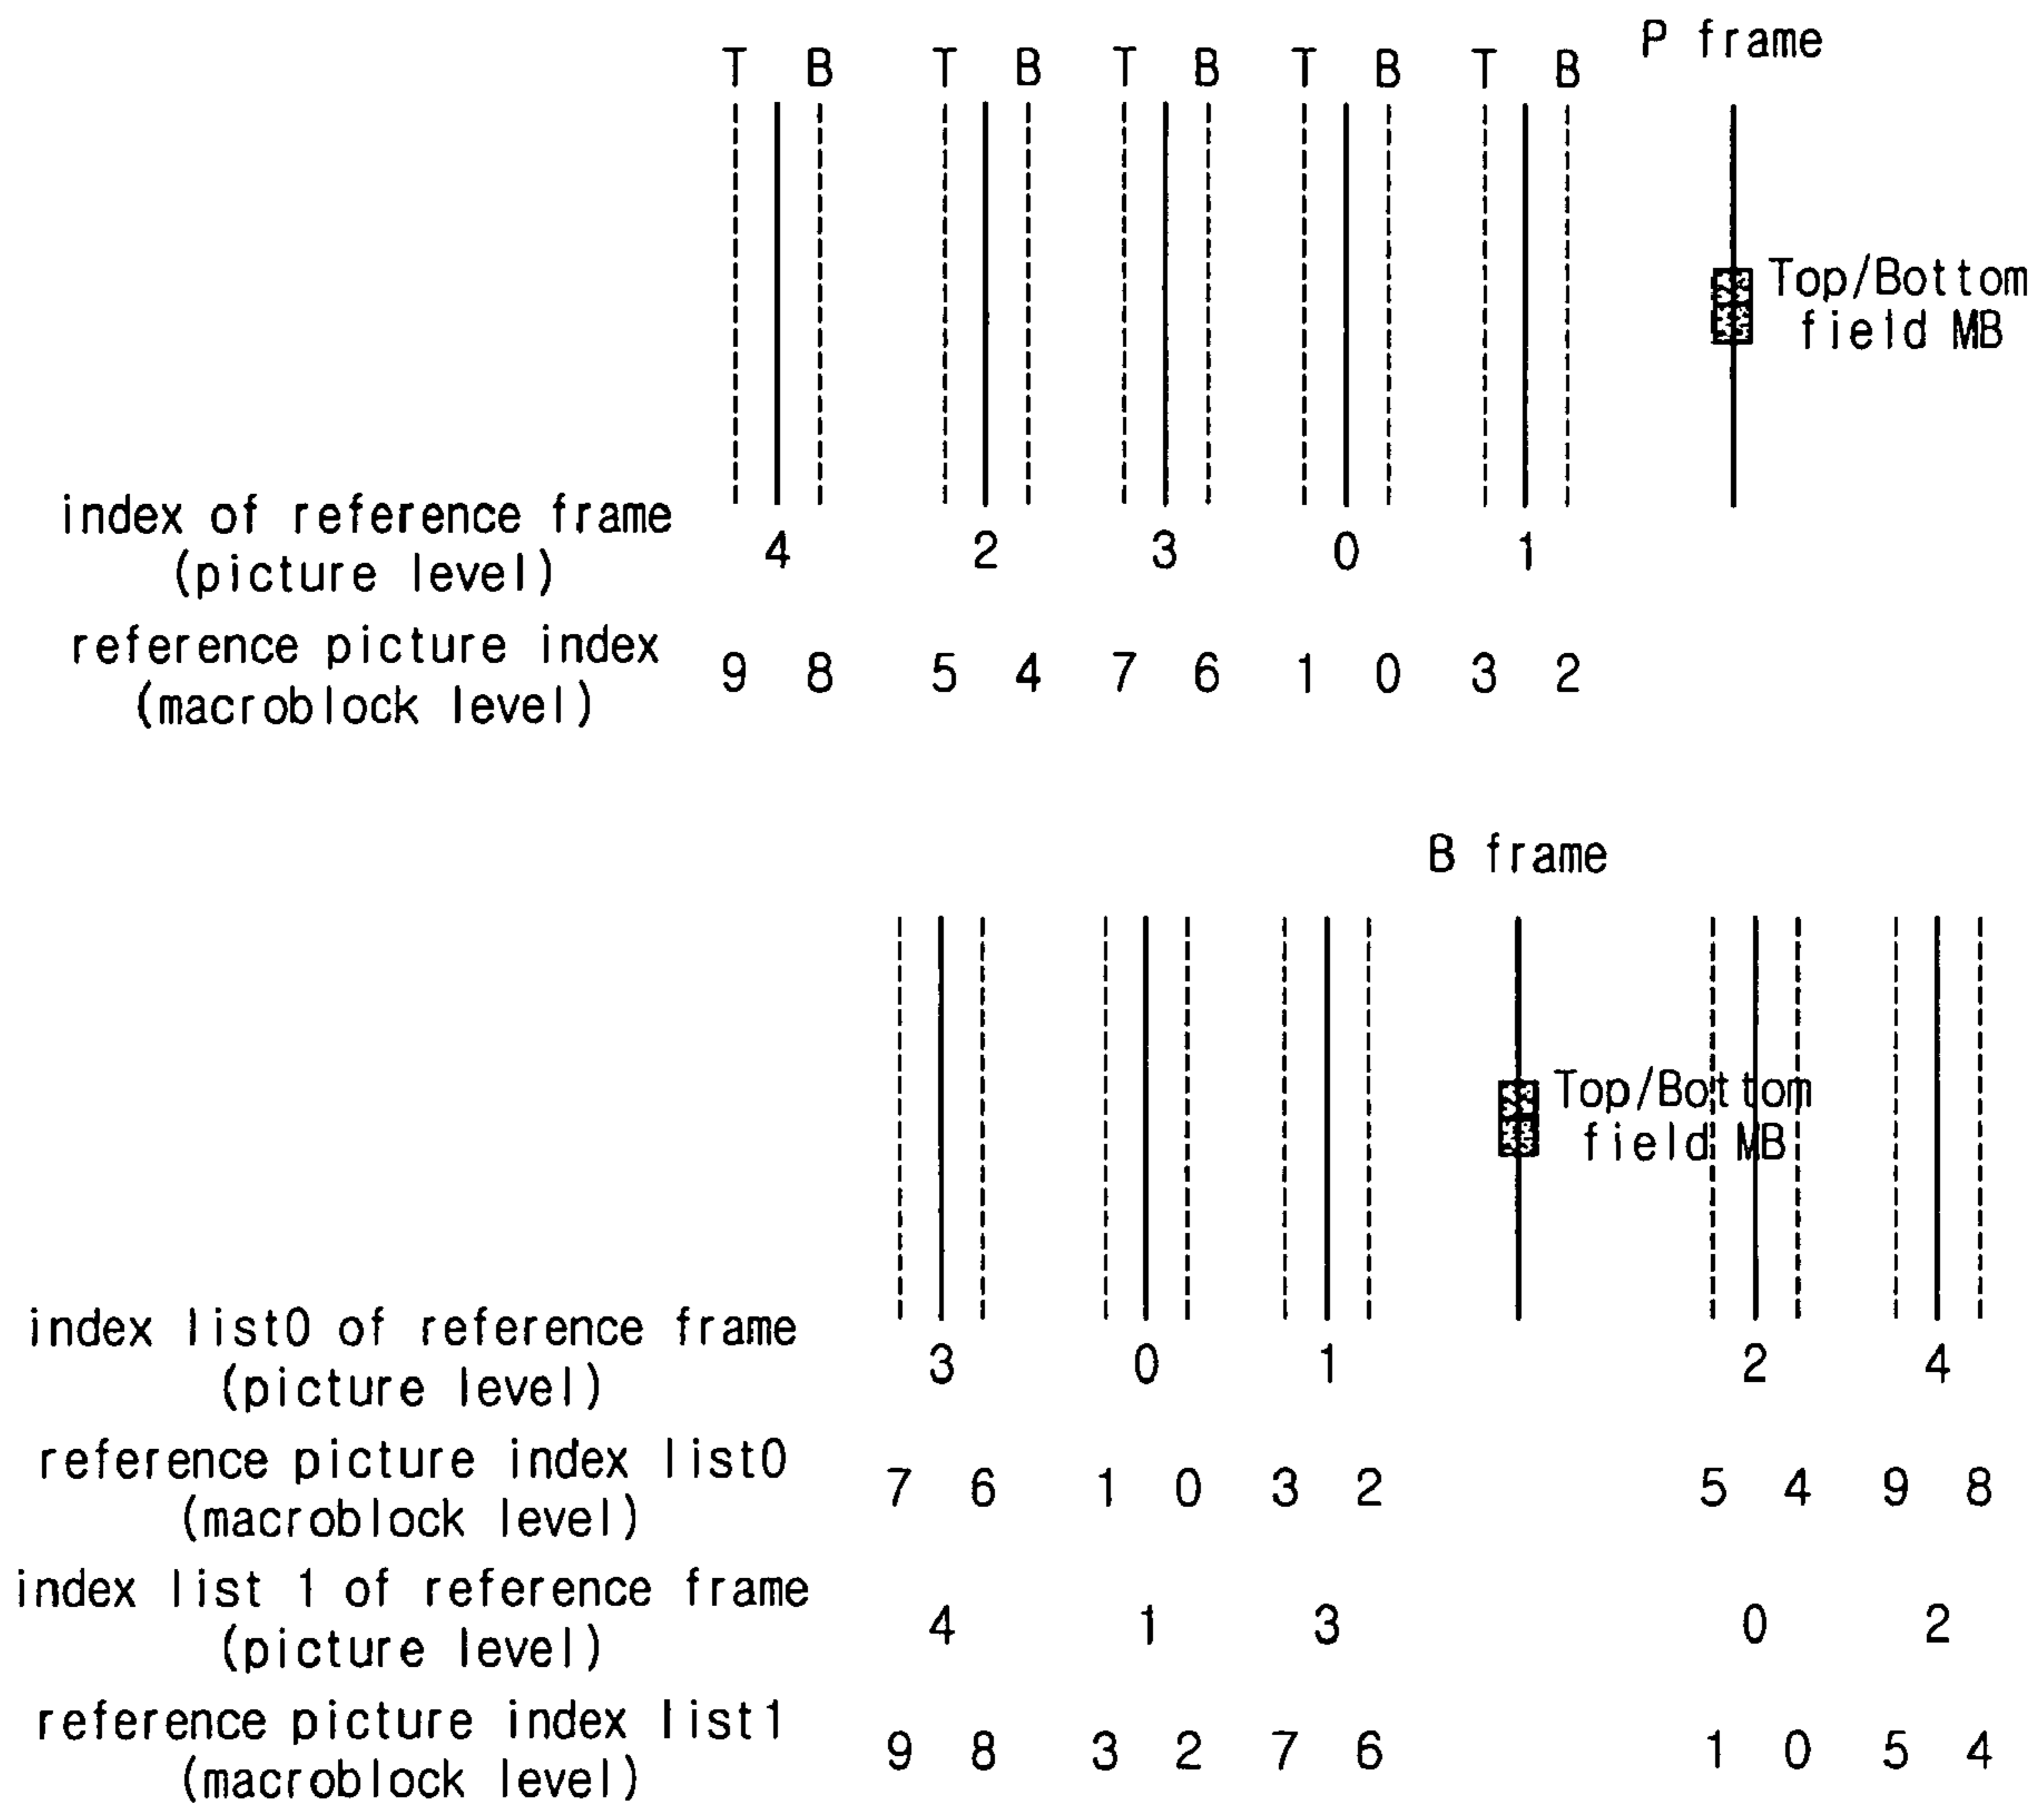 P frame
T B T B T B T B T B
Top/Bottom
field MB
index of reference frame
(picture level)
4 2 3 0 1
reference picture index
(macroblock level)
9 8 5 4 7 6 1 0 3 2
B frame
Top/Bottom
field MB
index list0 of reference frame
(picture level)
3 0 1 2 4
reference picture index list0
(macroblock level)
7 6 1 0 3 2 5 4 9 8
index list 1 of reference frame
(picture level)
4 1 3 0 2
reference picture index list1
(macroblock level)
9 8 3 2 7 6 1 0 5 4